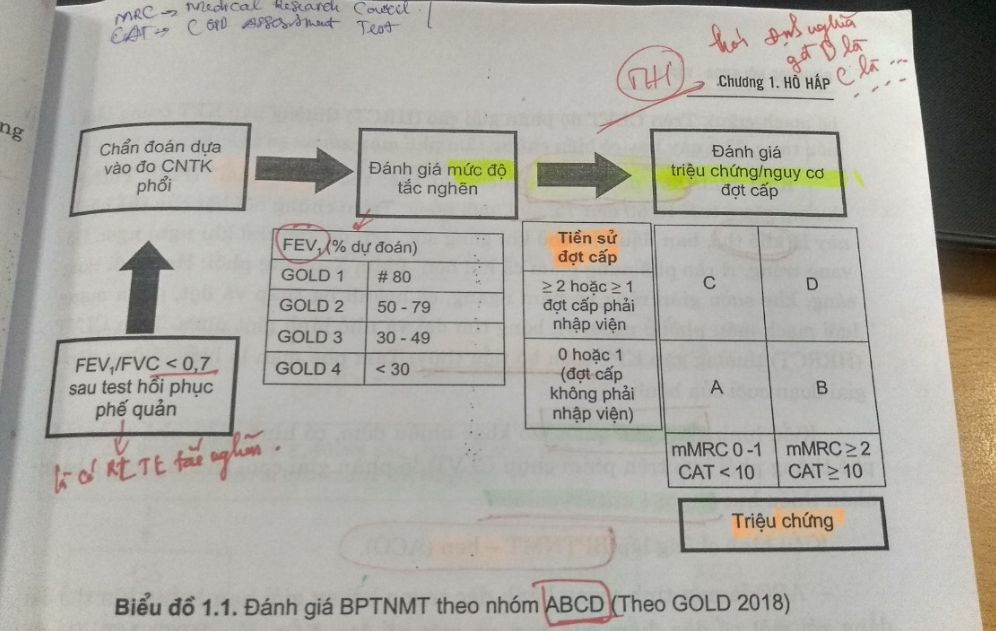 MRC → Medical Research Council
CAT → COPD Assessment Test
hỏi định nghĩa
gđ B là
C là ...
THI
Chương 1. HÔ HẤP
ng
Chẩn đoán dựa
vào đo CNTK
phổi
Đánh giá mức độ
tắc nghẽn
Đánh giá
triệu chứng/nguy cơ
đợt cấp
FEV₁ (% dự đoán)
GOLD 1 # 80
GOLD 2 50 - 79
GOLD 3 30 - 49
GOLD 4 < 30
FEV₁/FVC < 0,7
sau test hồi phục
phế quản
là có RL TK tắc nghẽn.
Tiền sử
đợt cấp
≥ 2 hoặc ≥ 1
đợt cấp phải
nhập viện
0 hoặc 1
(đợt cấp
không phải
nhập viện)
C D
A B
mMRC 0 -1 mMRC ≥ 2
CAT < 10 CAT ≥ 10
Triệu chứng
Biểu đồ 1.1. Đánh giá BPTNMT theo nhóm ABCD (Theo GOLD 2018)